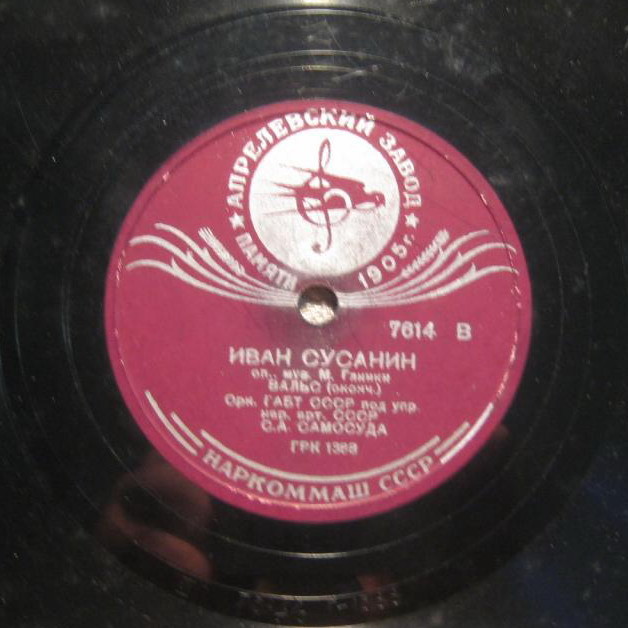 ★ АПРЕЛЕВСКИЙ ЗАВОД ★
ПАМЯТИ 1905 г.
7614 В
ИВАН СУСАНИН
оп., муз. М. Глинки
ВАЛЬС (оконч.)
Орк. ГАБТ СССР под упр.
нар. арт. СССР
С.А. САМОСУДА
ГРК 1368
НАРКОММАШ СССР